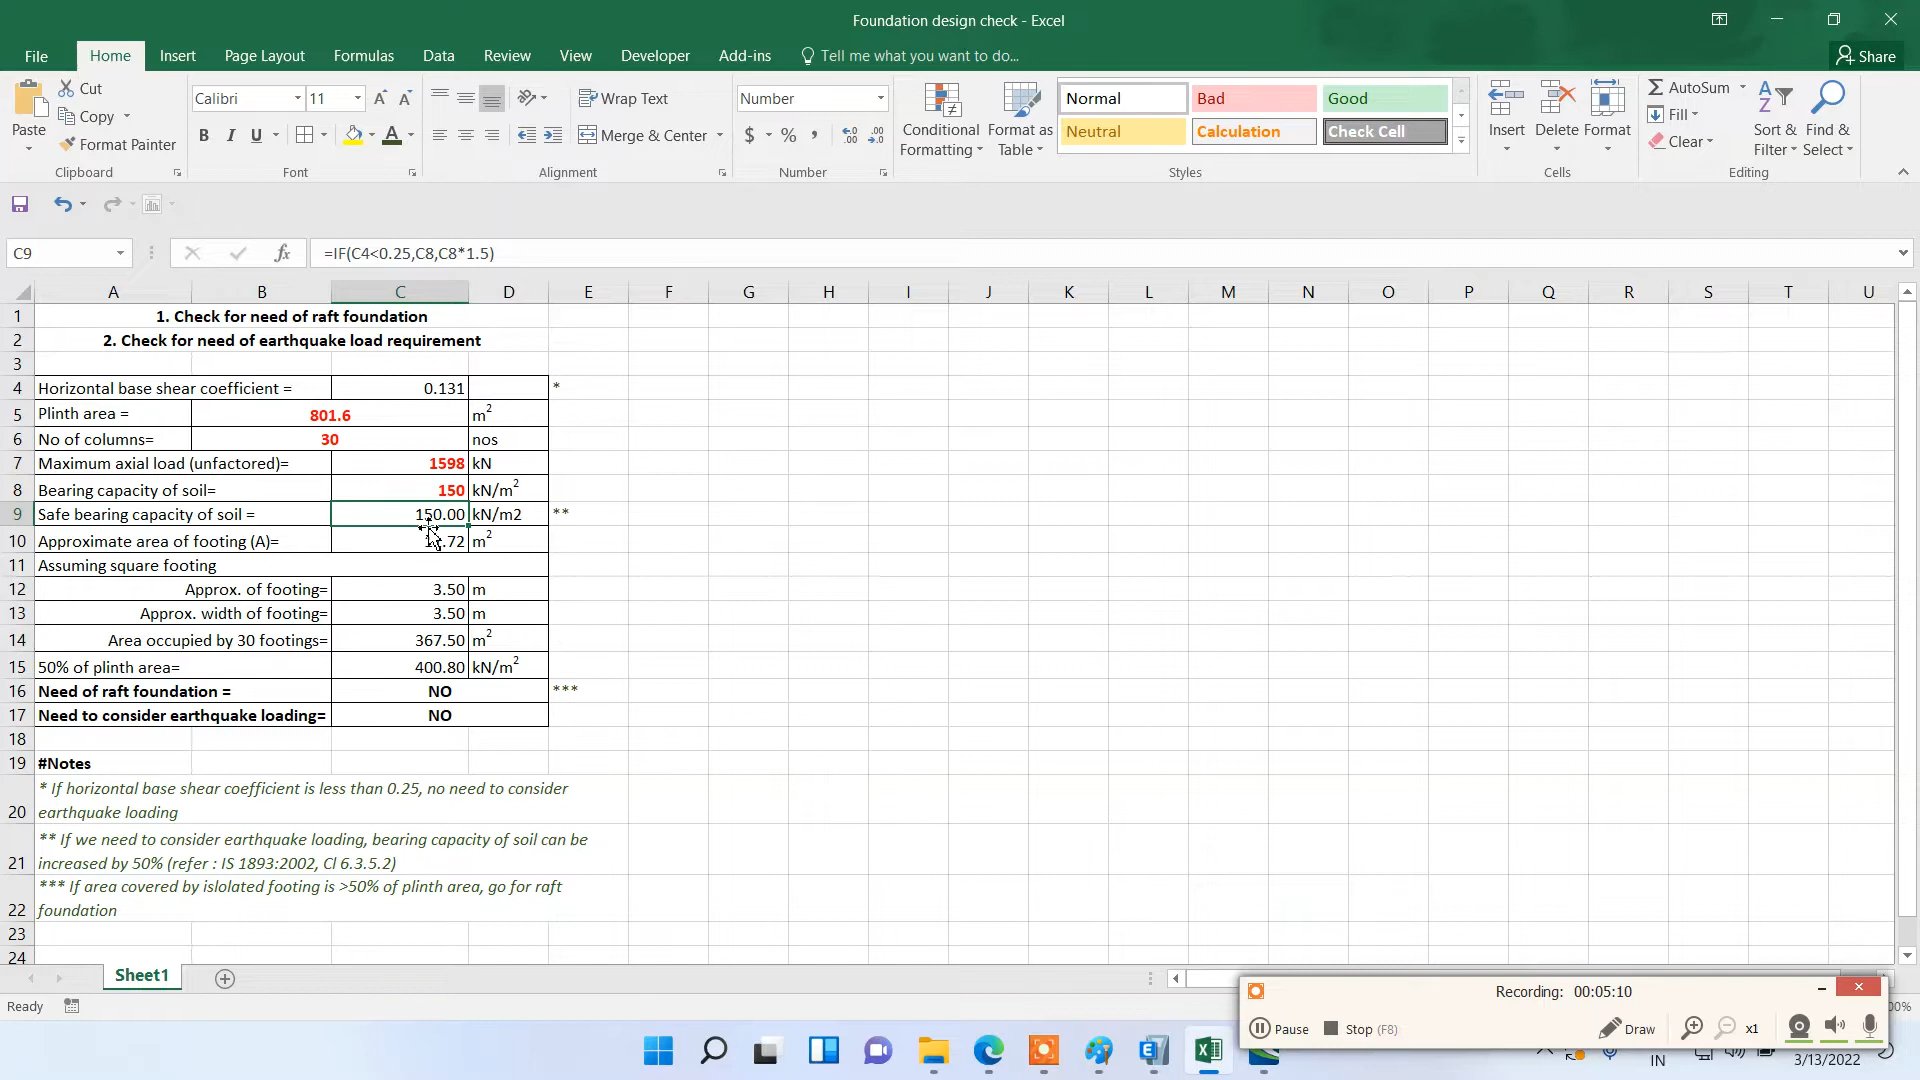 Foundation design check - Excel
File Home Insert Page Layout Formulas Data Review View Developer Add-ins Tell me what you want to do... Share
Paste Cut Copy Format Painter Clipboard
Calibri 11 A A B I U A Font
Wrap Text Merge & Center Alignment
Number $ % , Number
Conditional Formatting Format as Table
Normal Bad Good
Neutral Calculation Check Cell
Styles
Insert Delete Format Cells
AutoSum Fill Clear Sort & Filter Find & Select Editing
C9 fx =IF(C4<0.25,C8,C8*1.5)
A B C D E F G H I J K L M N O P Q R S T U
1 1. Check for need of raft foundation
2 2. Check for need of earthquake load requirement
3
4 Horizontal base shear coefficient = 0.131 *
5 Plinth area = 801.6 m2
6 No of columns= 30 nos
7 Maximum axial load (unfactored)= 1598 kN
8 Bearing capacity of soil= 150 kN/m2
9 Safe bearing capacity of soil = 150.00 kN/m2 **
10 Approximate area of footing (A)= .72 m2
11 Assuming square footing
12 Approx. of footing= 3.50 m
13 Approx. width of footing= 3.50 m
14 Area occupied by 30 footings= 367.50 m2
15 50% of plinth area= 400.80 kN/m2
16 Need of raft foundation = NO ***
17 Need to consider earthquake loading= NO
18
19 #Notes
* If horizontal base shear coefficient is less than 0.25, no need to consider
20 earthquake loading
** If we need to consider earthquake loading, bearing capacity of soil can be
21 increased by 50% (refer : IS 1893:2002, Cl 6.3.5.2)
*** If area covered by islolated footing is >50% of plinth area, go for raft
22 foundation
23
24
Sheet1
Ready
Recording: 00:05:10
Pause Stop (F8) Draw x1
IN
3/13/2022